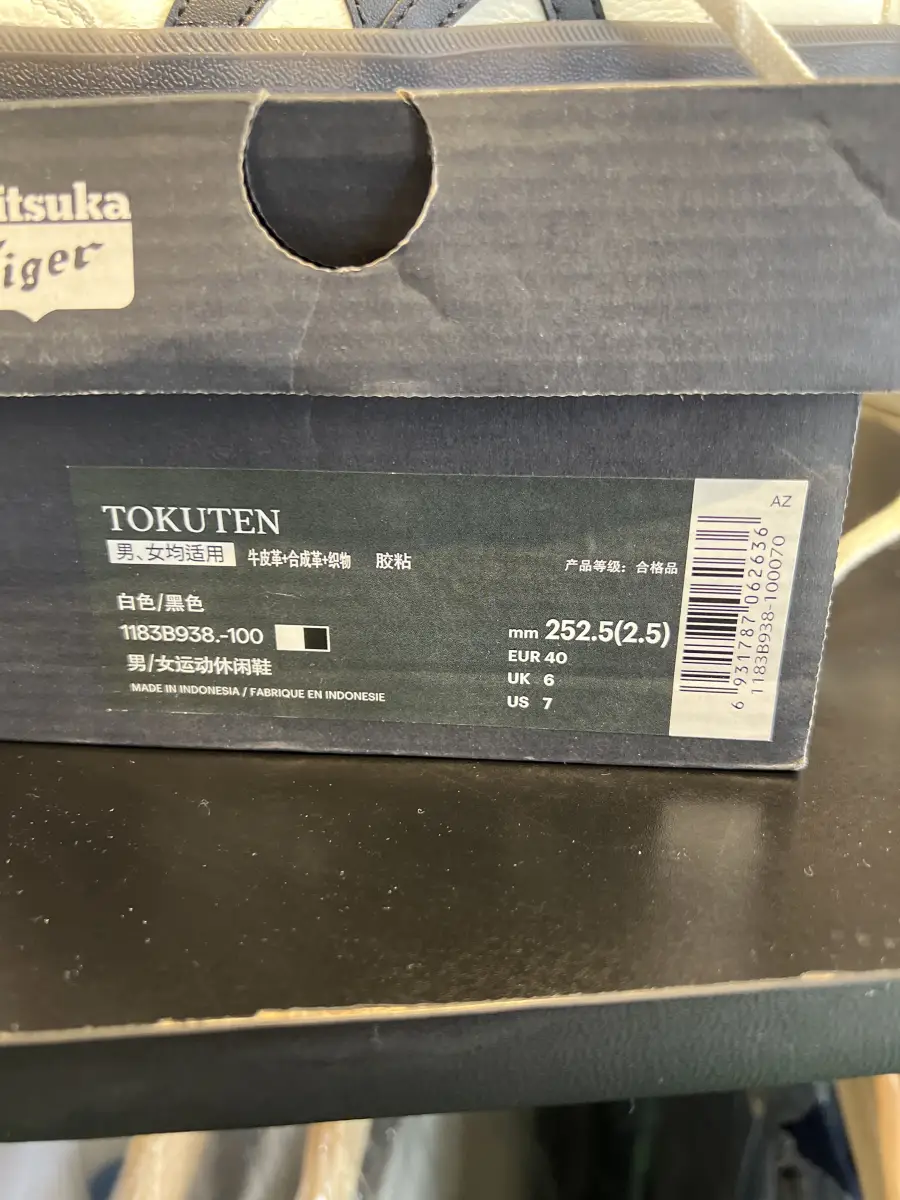 itsuka
iger
TOKUTEN
男、女均适用 牛皮革+合成革+织物 胶粘
产品等级：合格品
白色/黑色
1183B938.-100
男/女运动休闲鞋
MADE IN INDONESIA / FABRIQUE EN INDONESIE
mm 252.5(2.5)
EUR 40
UK 6
US 7
AZ
6 931787 062636
1183B938-100070